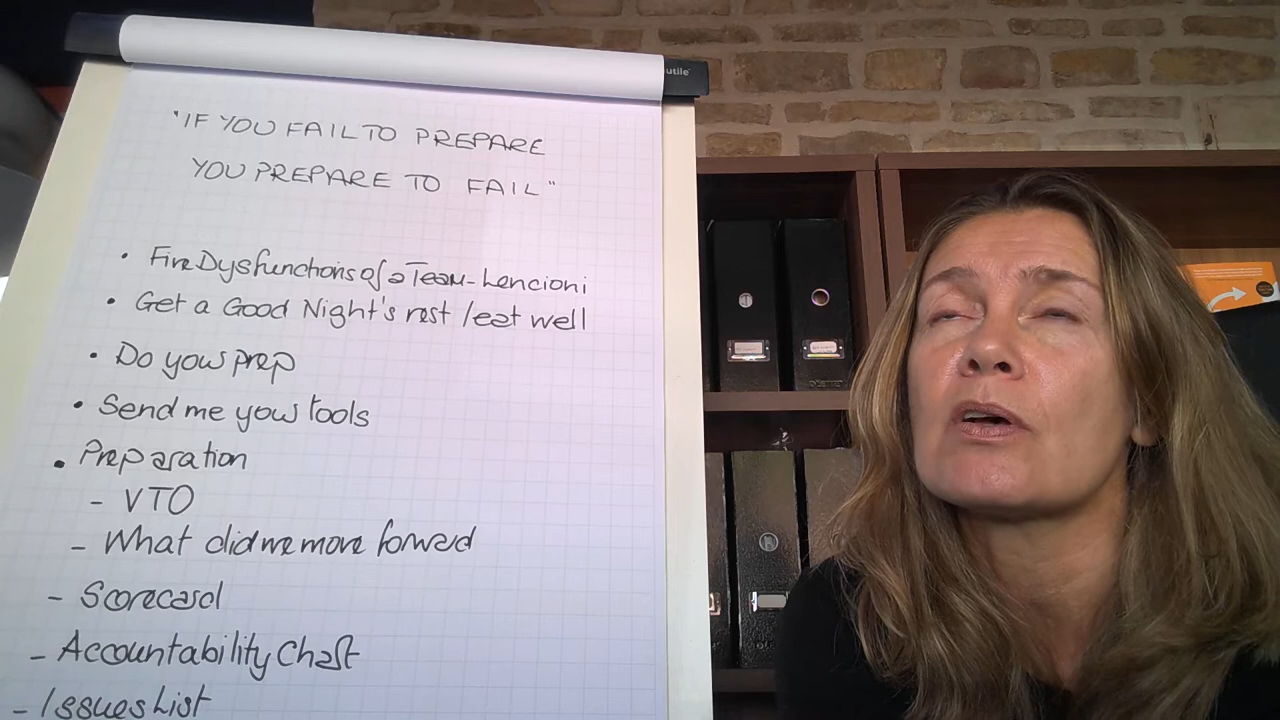 "IF YOU FAIL TO PREPARE
YOU PREPARE TO FAIL"
• Five Dysfunctions of a Team - Lencioni
• Get a Good Night's rest / eat well
• Do your prep
• Send me your tools
• Preparation
- VTO
- What did we move forward
- Scorecard
- Accountability Chart
- Issues List
utile